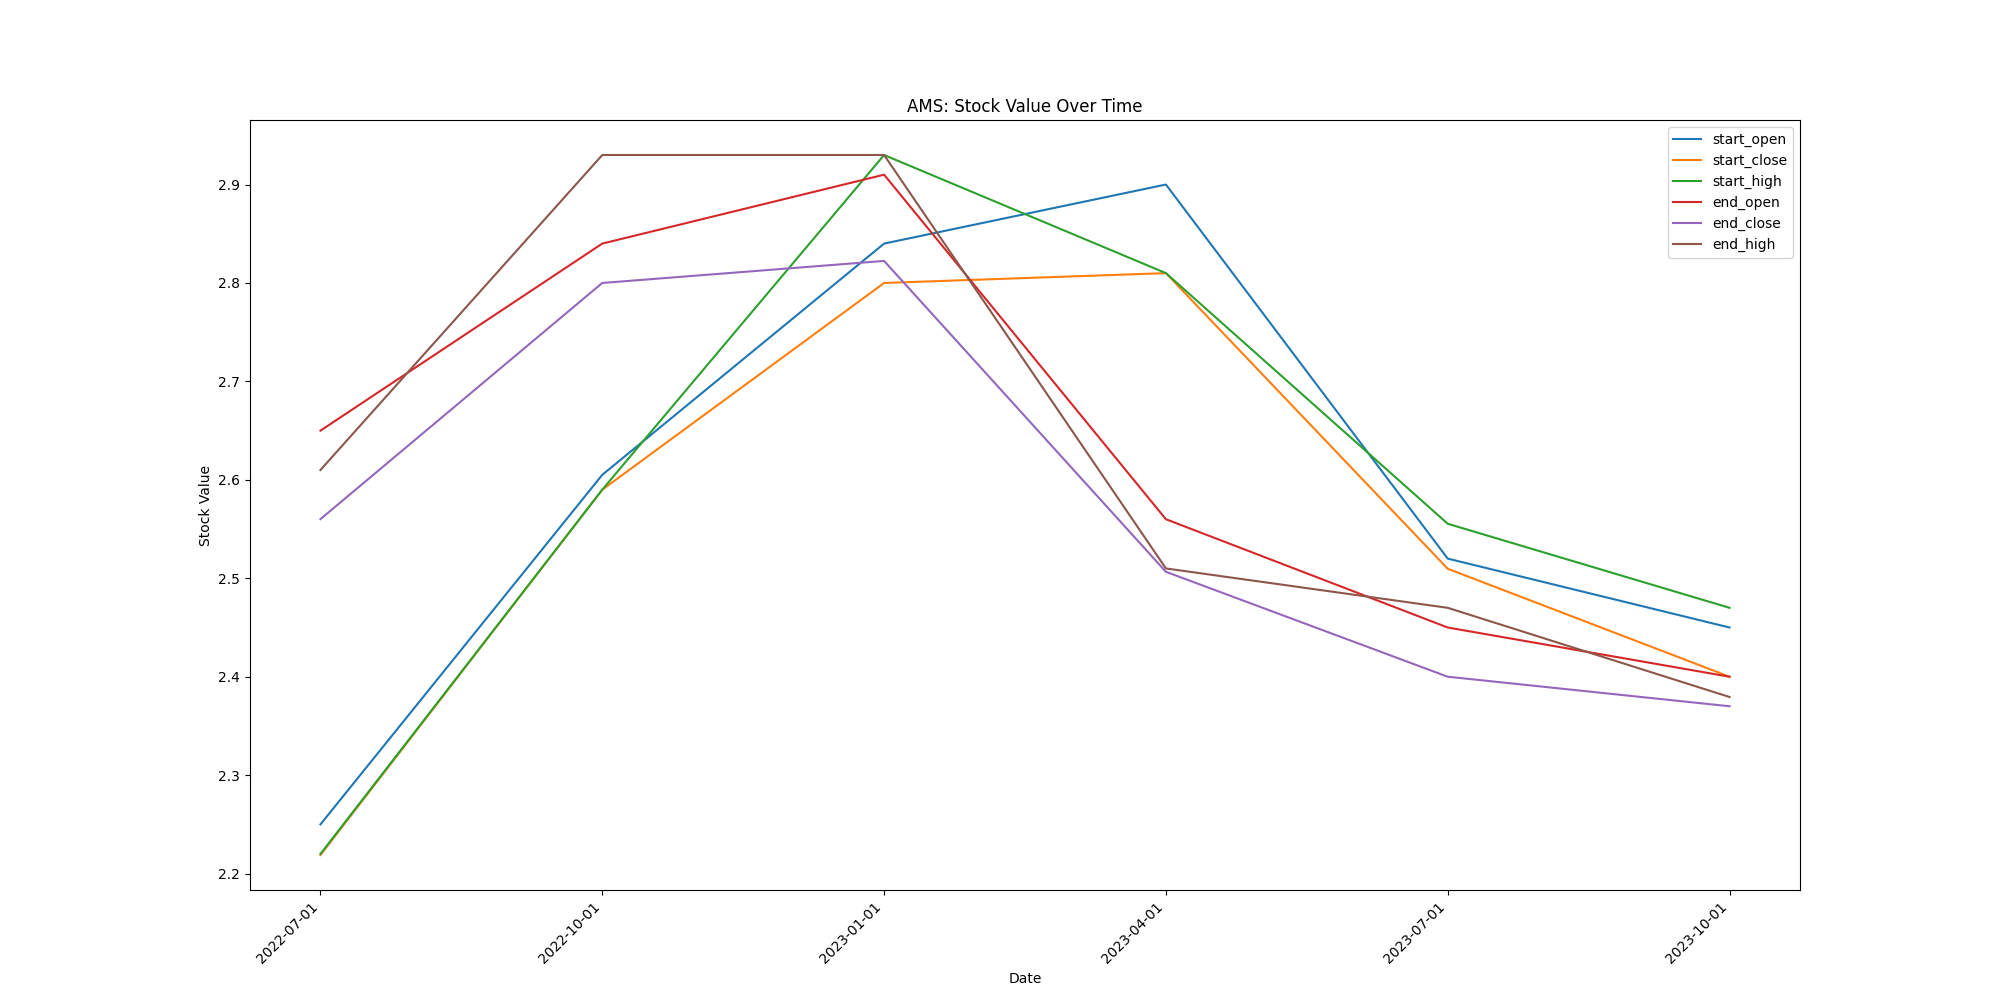 AMS: Stock Value Over Time
start_open
start_close
start_high
end_open
end_close
end_high
Stock Value
2.9
2.8
2.7
2.6
2.5
2.4
2.3
2.2
2022-07-01
2022-10-01
2023-01-01
2023-04-01
2023-07-01
2023-10-01
Date